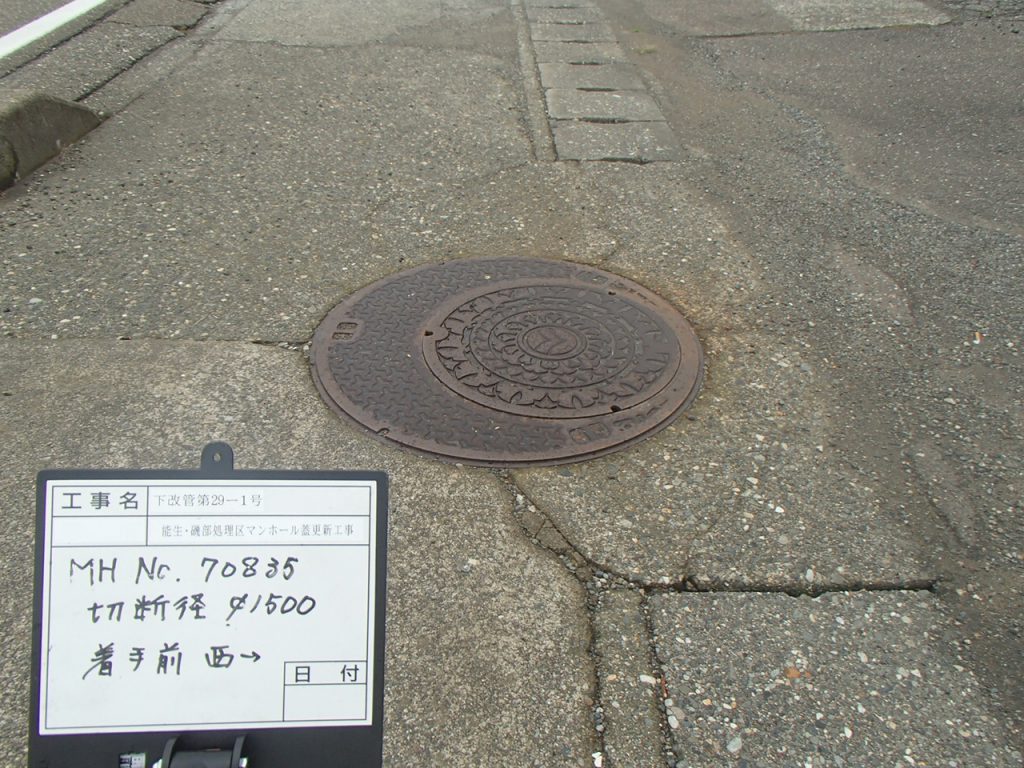 工事名 下改管第29-1号
能生・磯部処理区マンホール蓋更新工事
MH No. 70835
切断径 φ1500
着手前 西→
日付